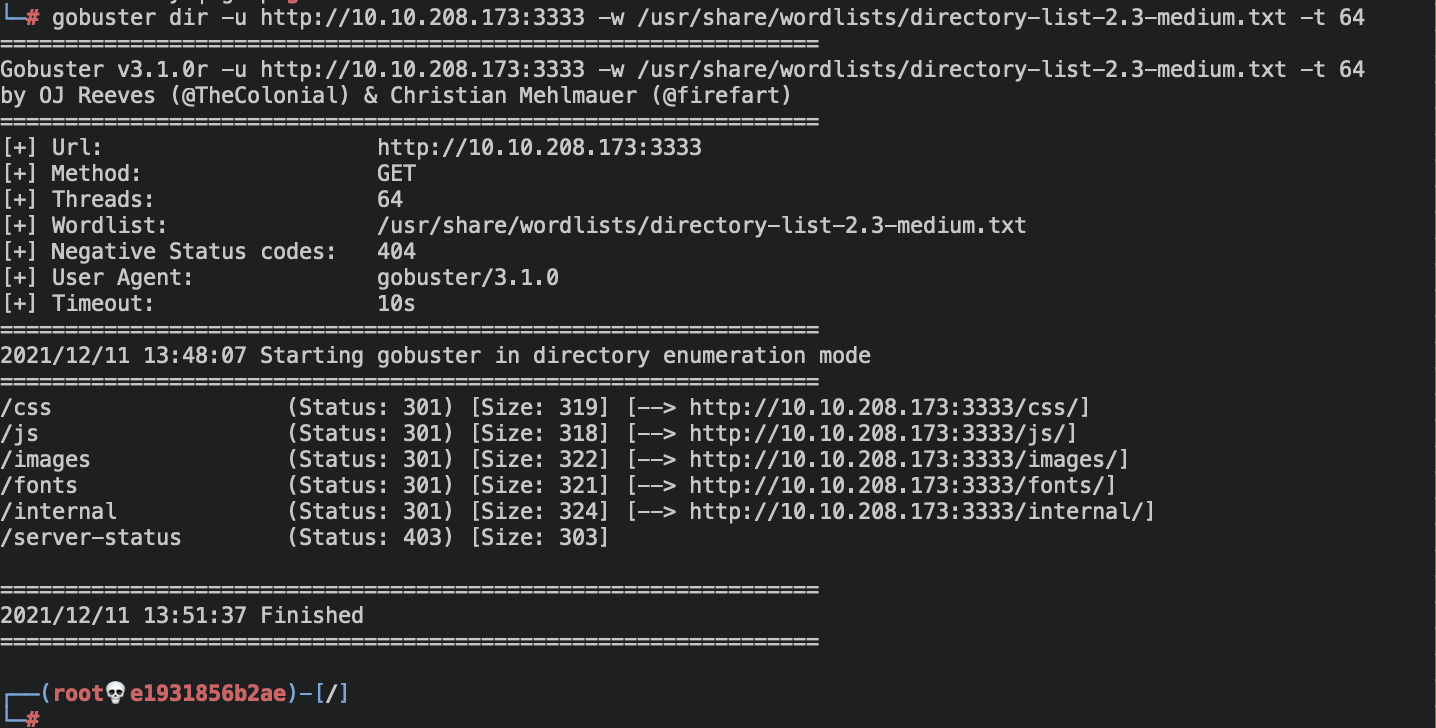 └─# gobuster dir -u http://10.10.208.173:3333 -w /usr/share/wordlists/directory-list-2.3-medium.txt -t 64
===============================================================
Gobuster v3.1.0r -u http://10.10.208.173:3333 -w /usr/share/wordlists/directory-list-2.3-medium.txt -t 64
by OJ Reeves (@TheColonial) & Christian Mehlmauer (@firefart)
===============================================================
[+] Url:                     http://10.10.208.173:3333
[+] Method:                  GET
[+] Threads:                 64
[+] Wordlist:                /usr/share/wordlists/directory-list-2.3-medium.txt
[+] Negative Status codes:   404
[+] User Agent:              gobuster/3.1.0
[+] Timeout:                 10s
===============================================================
2021/12/11 13:48:07 Starting gobuster in directory enumeration mode
===============================================================
/css                  (Status: 301) [Size: 319] [--> http://10.10.208.173:3333/css/]
/js                   (Status: 301) [Size: 318] [--> http://10.10.208.173:3333/js/]
/images               (Status: 301) [Size: 322] [--> http://10.10.208.173:3333/images/]
/fonts                (Status: 301) [Size: 321] [--> http://10.10.208.173:3333/fonts/]
/internal             (Status: 301) [Size: 324] [--> http://10.10.208.173:3333/internal/]
/server-status        (Status: 403) [Size: 303]
===============================================================
2021/12/11 13:51:37 Finished
===============================================================
┌──(root💀e1931856b2ae)-[/]
└─#